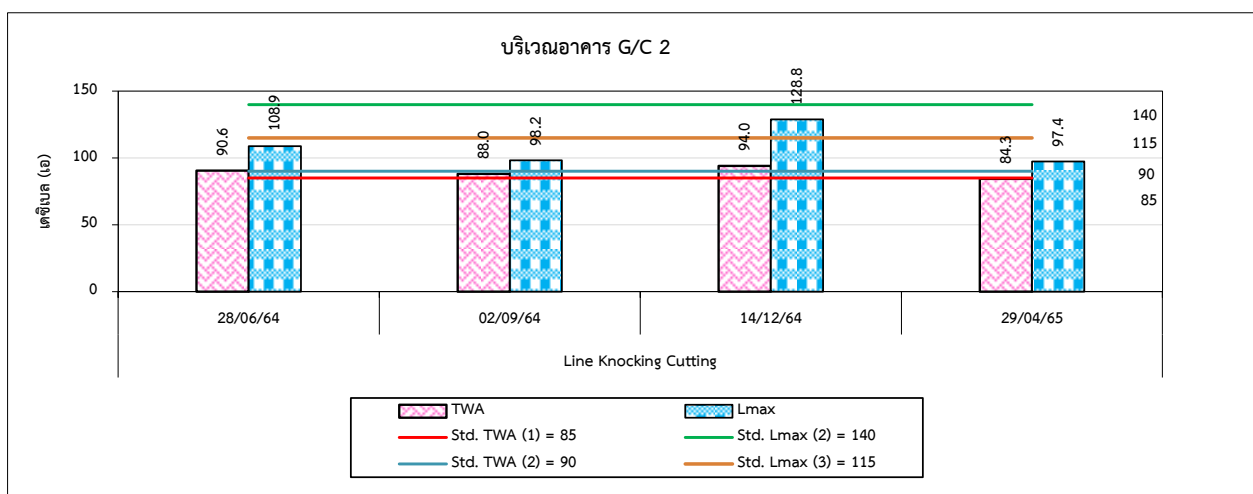 บริเวณอาคาร G/C 2
เดซิเบล (เอ)
150
100
50
0
90.6
108.9
88.0
98.2
94.0
128.8
84.3
97.4
140
115
90
85
28/06/64
02/09/64
14/12/64
29/04/65
Line Knocking Cutting
TWA
Lmax
Std. TWA (1) = 85
Std. Lmax (2) = 140
Std. TWA (2) = 90
Std. Lmax (3) = 115